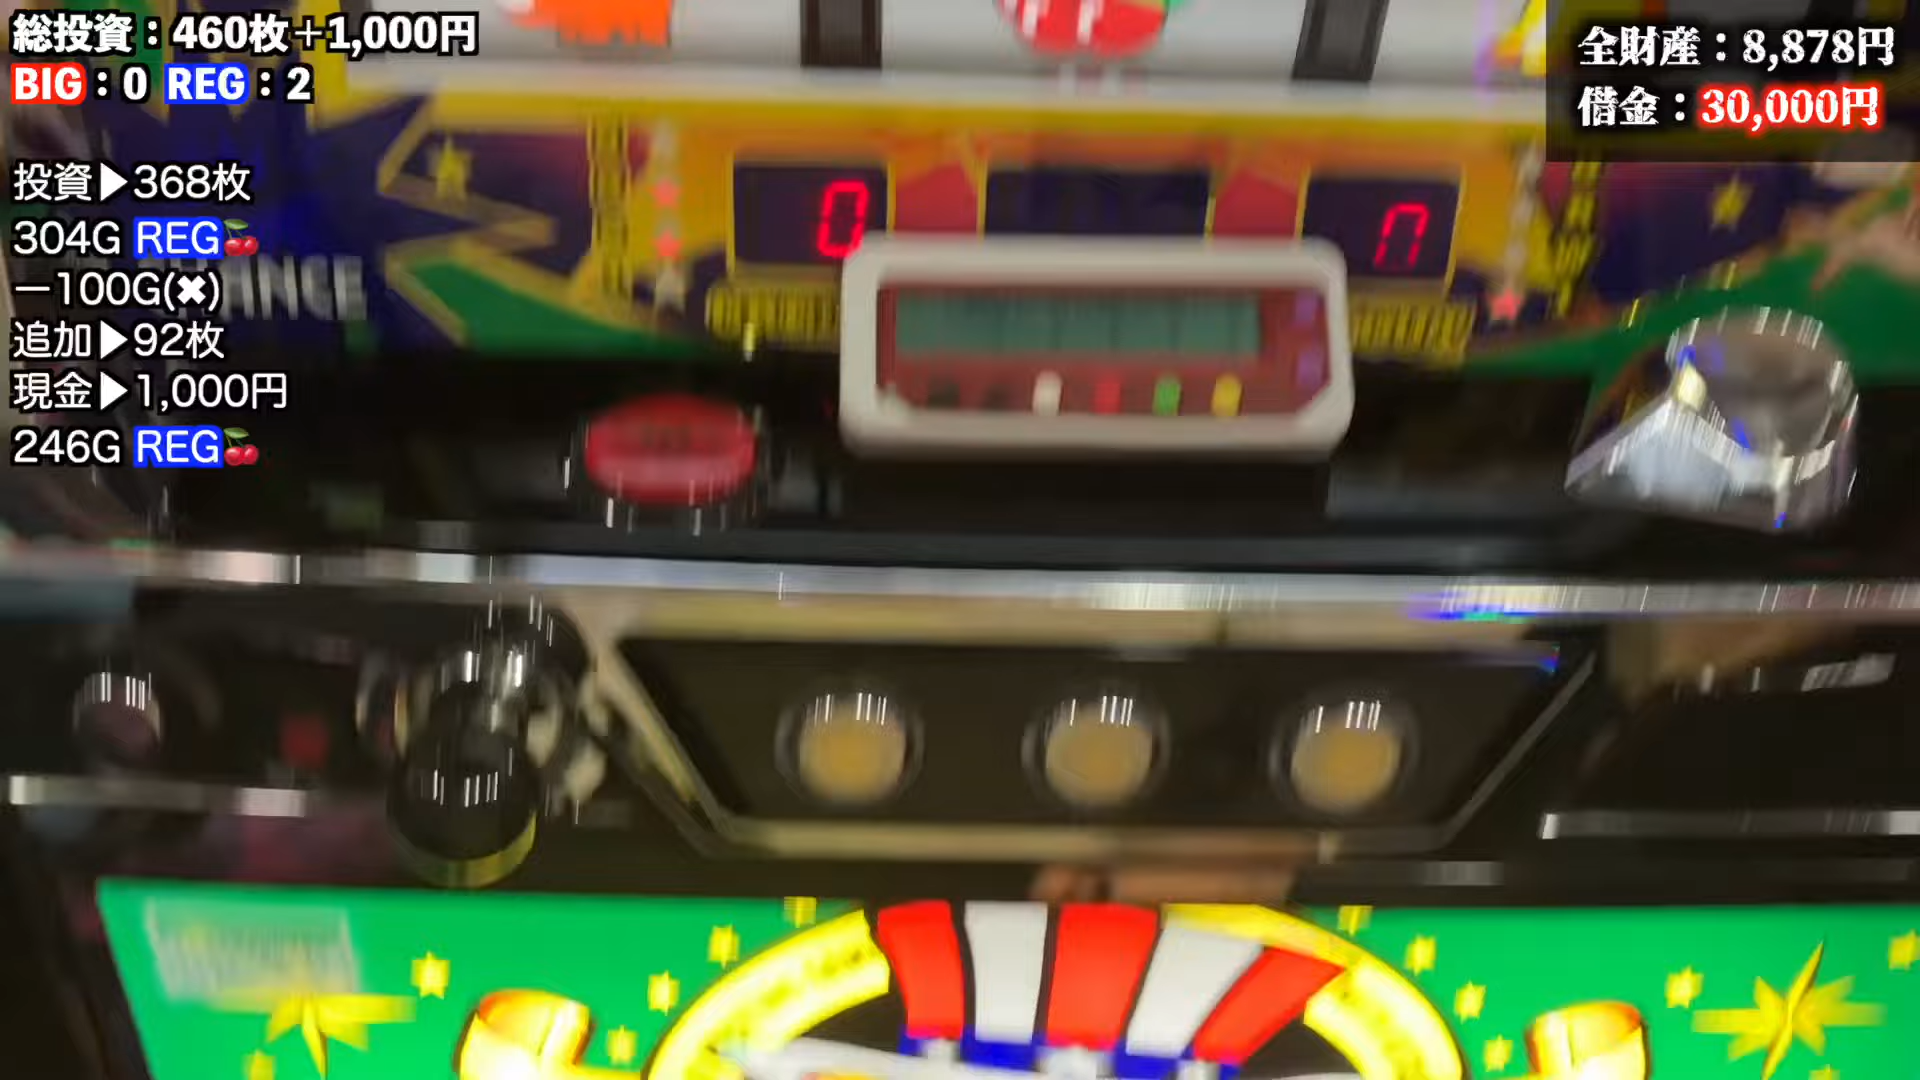 総投資：460枚＋1,000円
BIG：0 REG：2
全財産：8,878円
借金：30,000円
投資▶368枚
304G REG🍒
ー100G(✖)
追加▶92枚
現金▶1,000円
246G REG🍒
CHANCE
0